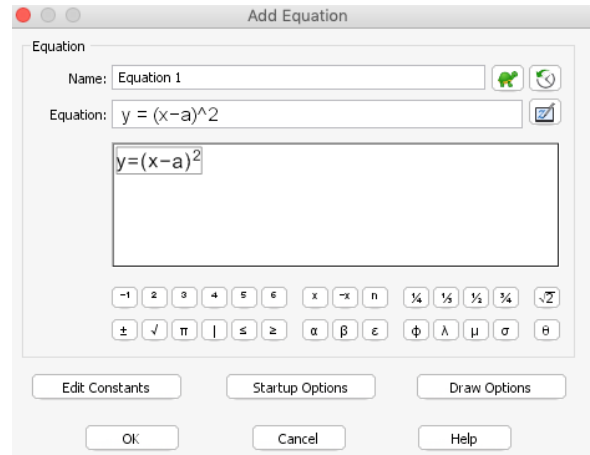 Add Equation
Equation
Name: Equation 1
Equation: y = (x−a)^2
y=(x−a)²
⁻¹ ² ³ ⁴ ⁵ ⁶ ˣ ⁻ˣ ⁿ ¼ ⅓ ½ ¾ √2
± √ π | ≤ ≥ α β ε ϕ λ μ σ θ
Edit Constants Startup Options Draw Options
OK Cancel Help